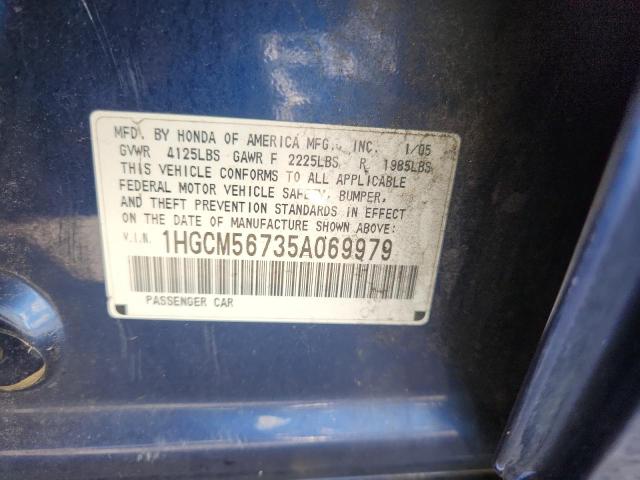 MFD. BY HONDA OF AMERICA MFG., INC. 1/05
GVWR 4125LBS GAWR F 2225LBS R 1985LBS
THIS VEHICLE CONFORMS TO ALL APPLICABLE
FEDERAL MOTOR VEHICLE SAFETY, BUMPER,
AND THEFT PREVENTION STANDARDS IN EFFECT
ON THE DATE OF MANUFACTURE SHOWN ABOVE:
V.I.N. 1HGCM56735A069979
PASSENGER CAR